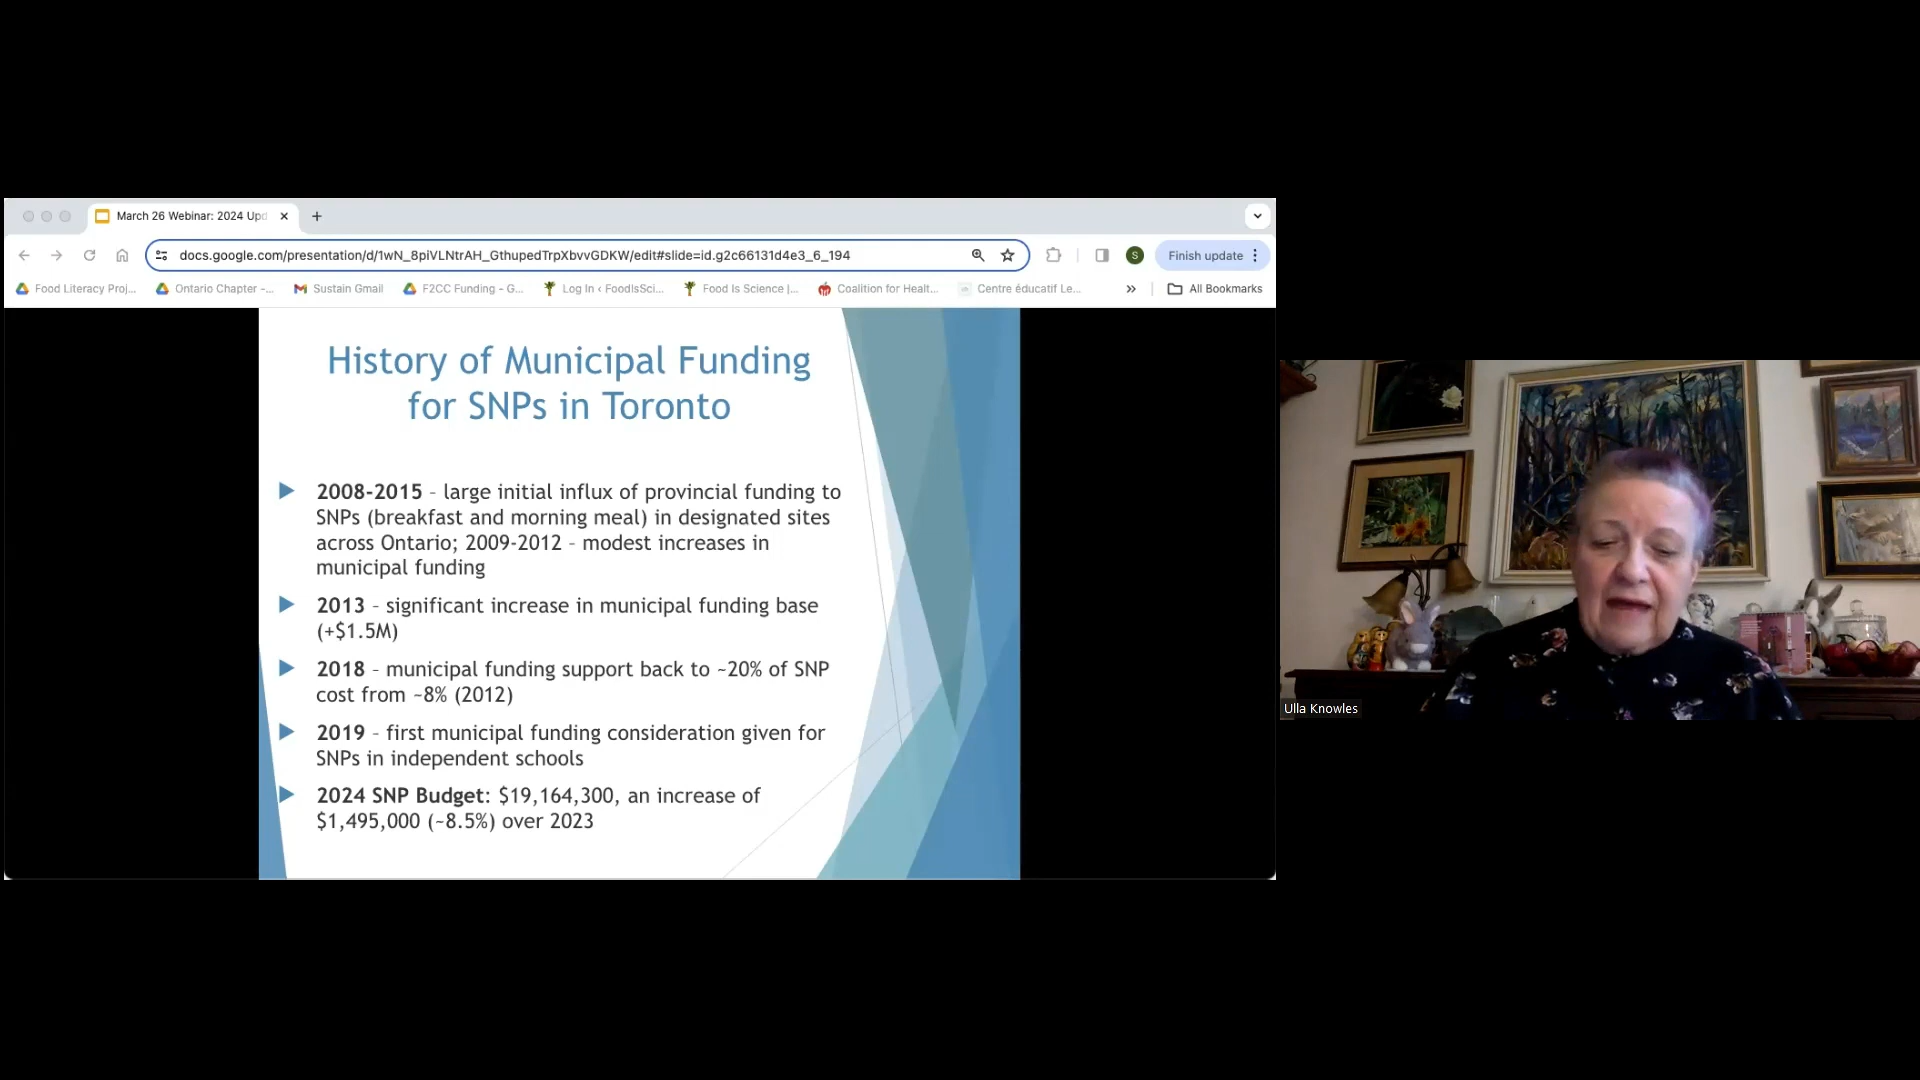 March 26 Webinar: 2024 Upd
docs.google.com/presentation/d/1wN_8piVLNtrAH_GthupedTrpXbvvGDKW/edit#slide=id.g2c66131d4e3_6_194
S
Finish update
Food Literacy Proj...
Ontario Chapter -...
Sustain Gmail
F2CC Funding - G...
Log In ‹ FoodIsSci...
Food Is Science |...
Coalition for Healt...
Centre éducatif Le...
All Bookmarks
History of Municipal Funding
for SNPs in Toronto
2008-2015 - large initial influx of provincial funding to
SNPs (breakfast and morning meal) in designated sites
across Ontario; 2009-2012 - modest increases in
municipal funding
2013 - significant increase in municipal funding base
(+$1.5M)
2018 - municipal funding support back to ~20% of SNP
cost from ~8% (2012)
2019 - first municipal funding consideration given for
SNPs in independent schools
2024 SNP Budget: $19,164,300, an increase of
$1,495,000 (~8.5%) over 2023
Ulla Knowles